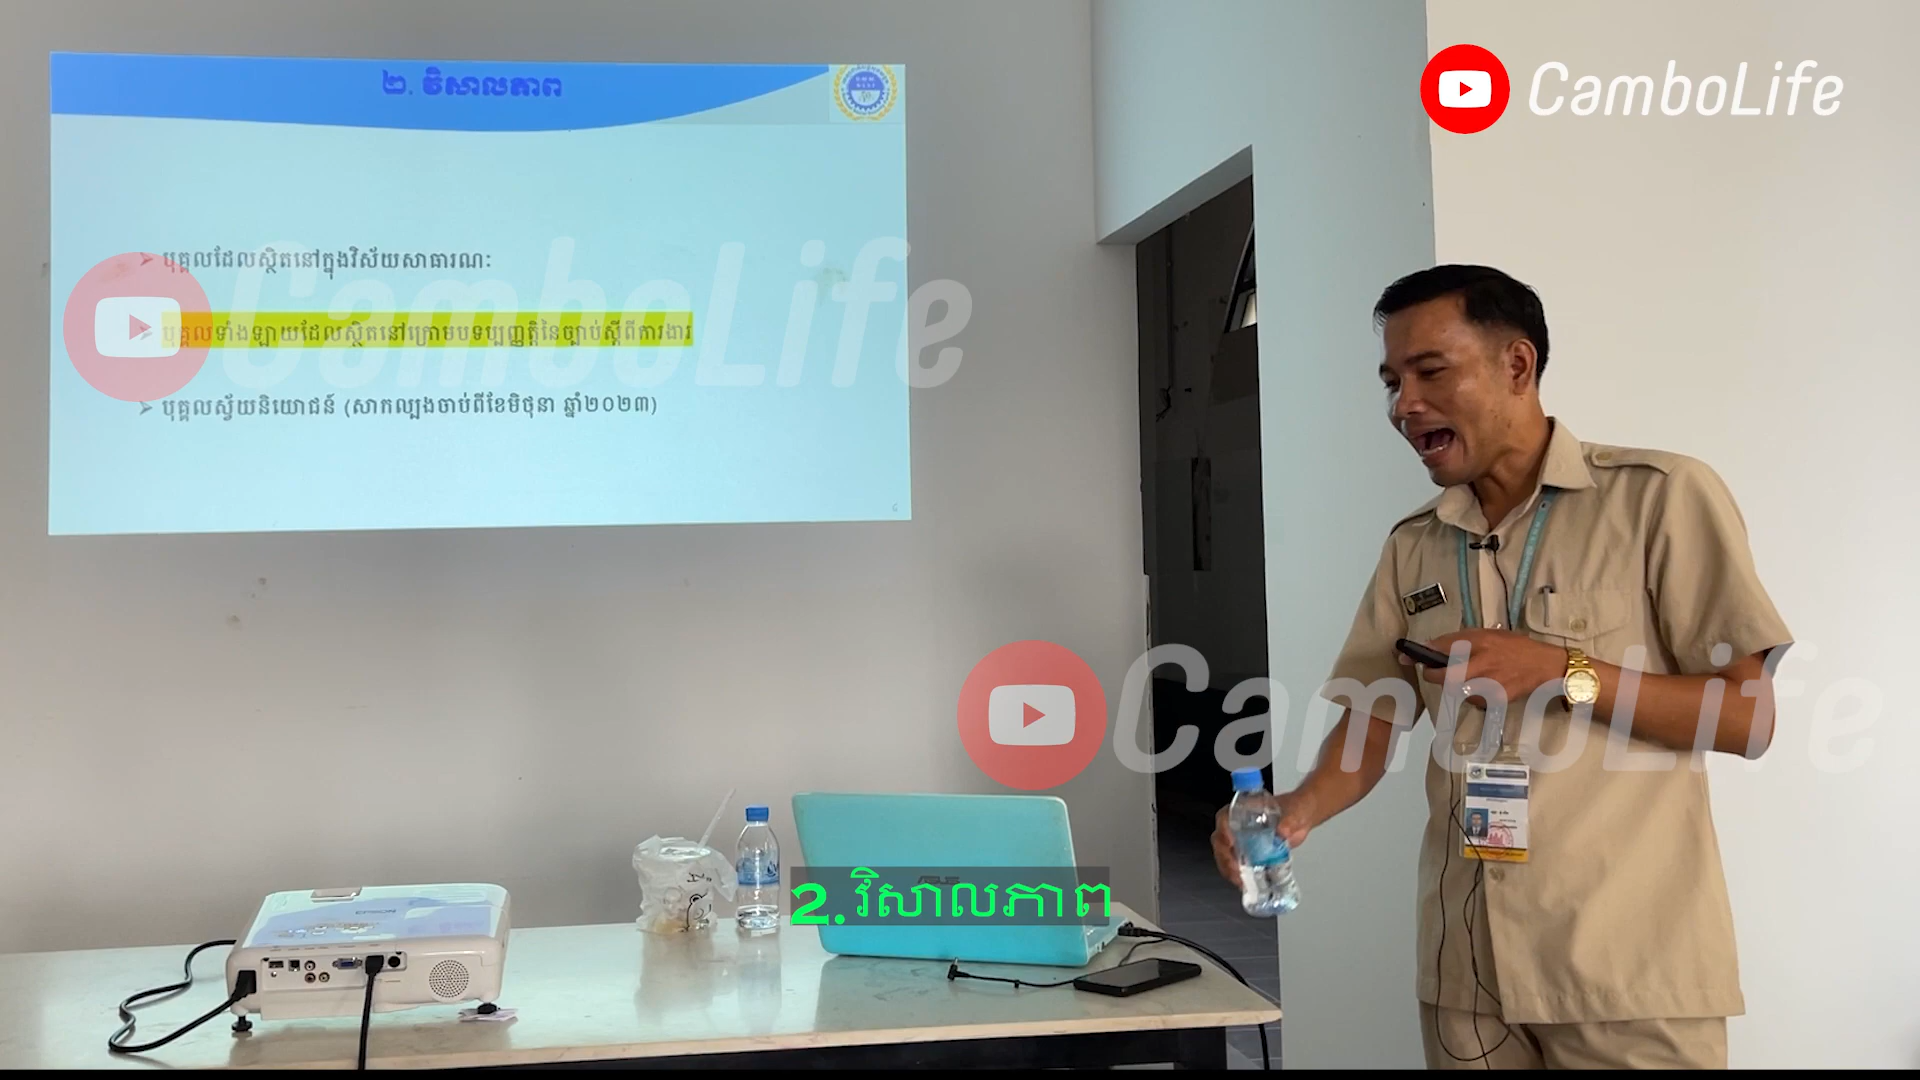 ២. វិសាលភាព
CamboLife
➢ បុគ្គលដែលស្ថិតនៅក្នុងវិស័យសាធារណៈ
➢ បុគ្គលទាំងឡាយដែលស្ថិតនៅក្រោមបទប្បញ្ញត្តិនៃច្បាប់ស្តីពីការងារ
CamboLife
➢ បុគ្គលស្វ័យនិយោជន៍ (សាកល្បងចាប់ពីខែមិថុនា ឆ្នាំ២០២៣)
CamboLife
2.វិសាលភាព
ASUS
EPSON